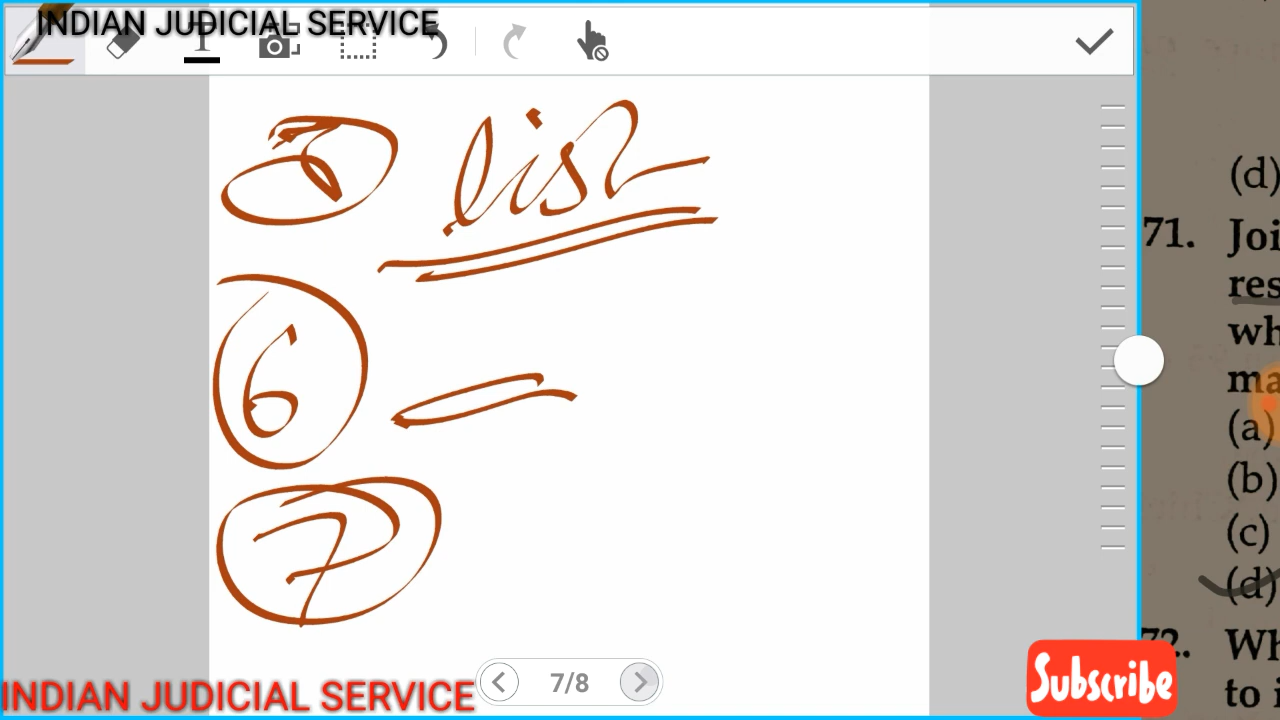 INDIAN JUDICIAL SERVICE
T
list
6
7
7/8
INDIAN JUDICIAL SERVICE
(d)
71. Joi
res
wh
ma
(a)
(b)
(c)
(d)
72. Wh
to i
Subscribe